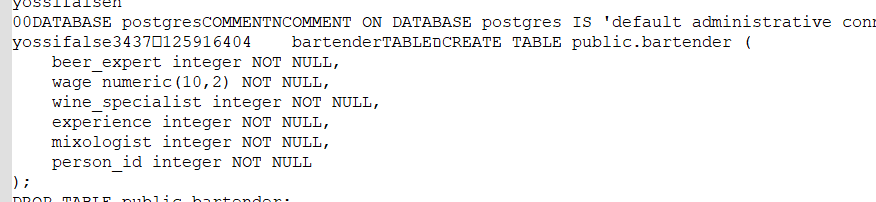 yossifalsen
00DATABASE postgresCOMMENTNCOMMENT ON DATABASE postgres IS 'default administrative conn
yossifalse3437□125916404    bartenderTABLE□CREATE TABLE public.bartender (
    beer_expert integer NOT NULL,
    wage numeric(10,2) NOT NULL,
    wine_specialist integer NOT NULL,
    experience integer NOT NULL,
    mixologist integer NOT NULL,
    person_id integer NOT NULL
);
DROP TABLE public.bartender;